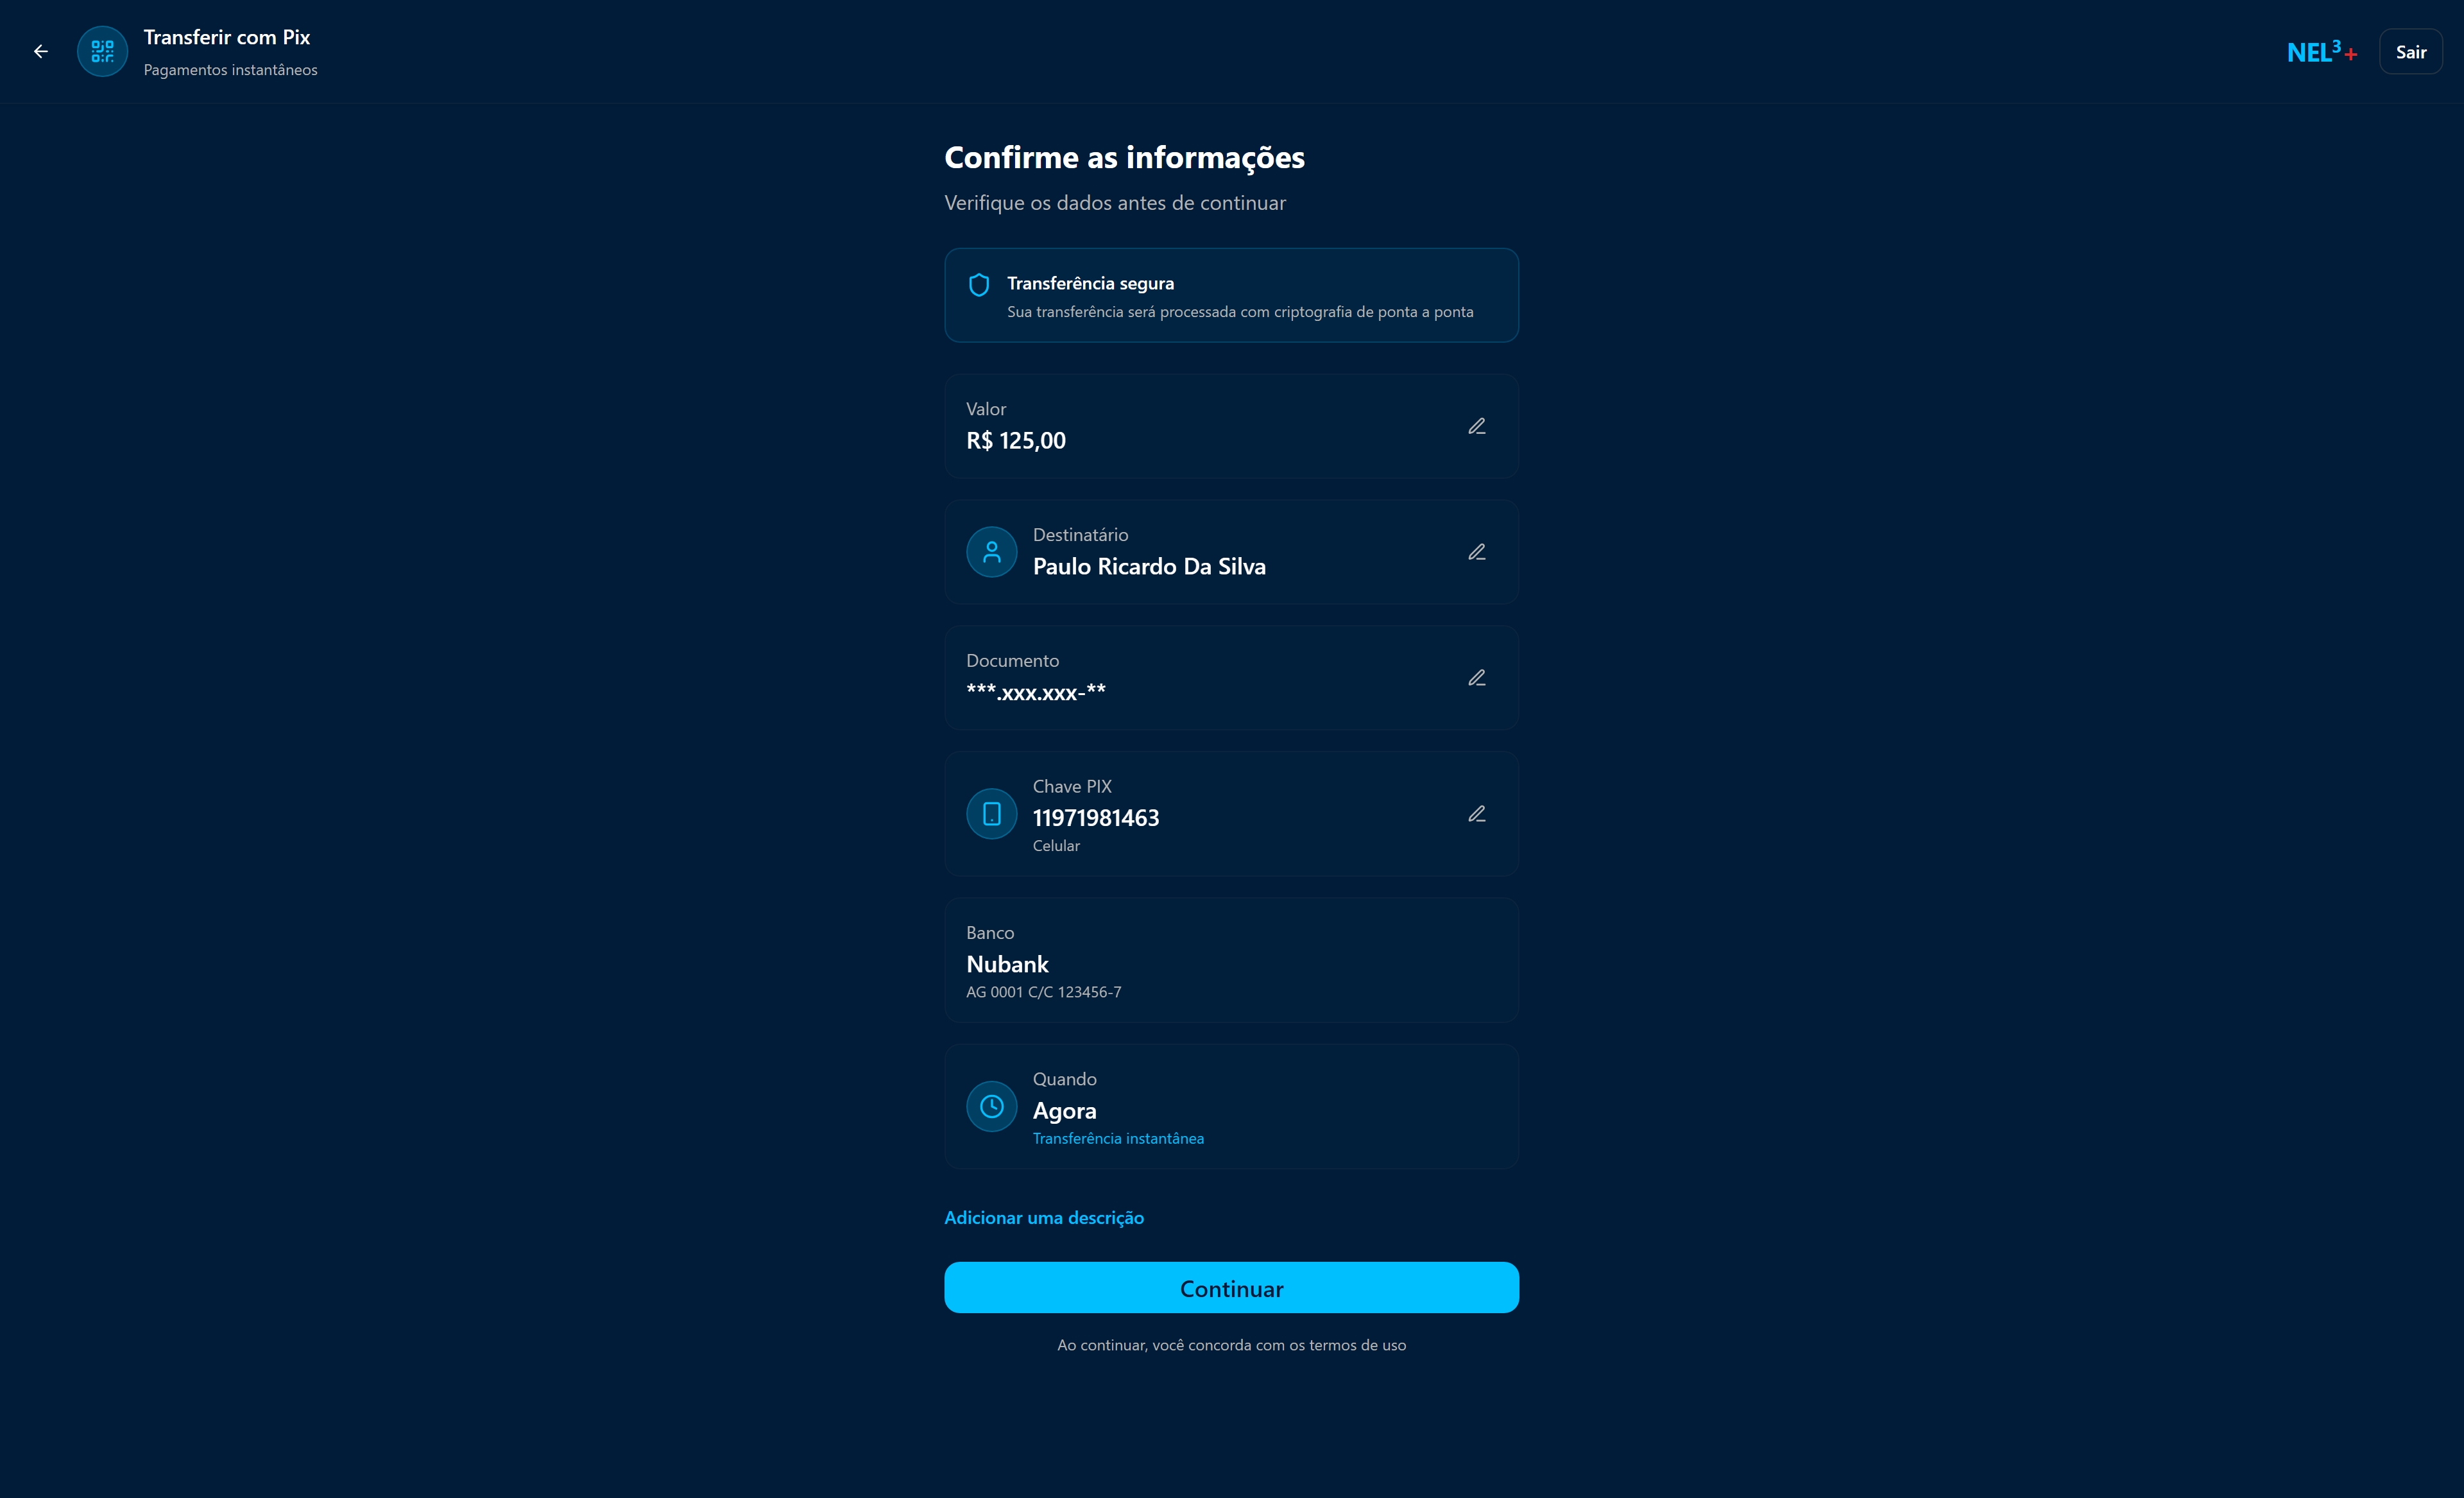 Transferir com Pix
Pagamentos instantâneos
NEL³+
Sair
Confirme as informações
Verifique os dados antes de continuar
Transferência segura
Sua transferência será processada com criptografia de ponta a ponta
Valor
R$ 125,00
Destinatário
Paulo Ricardo Da Silva
Documento
***.xxx.xxx-**
Chave PIX
11971981463
Celular
Banco
Nubank
AG 0001 C/C 123456-7
Quando
Agora
Transferência instantânea
Adicionar uma descrição
Continuar
Ao continuar, você concorda com os termos de uso